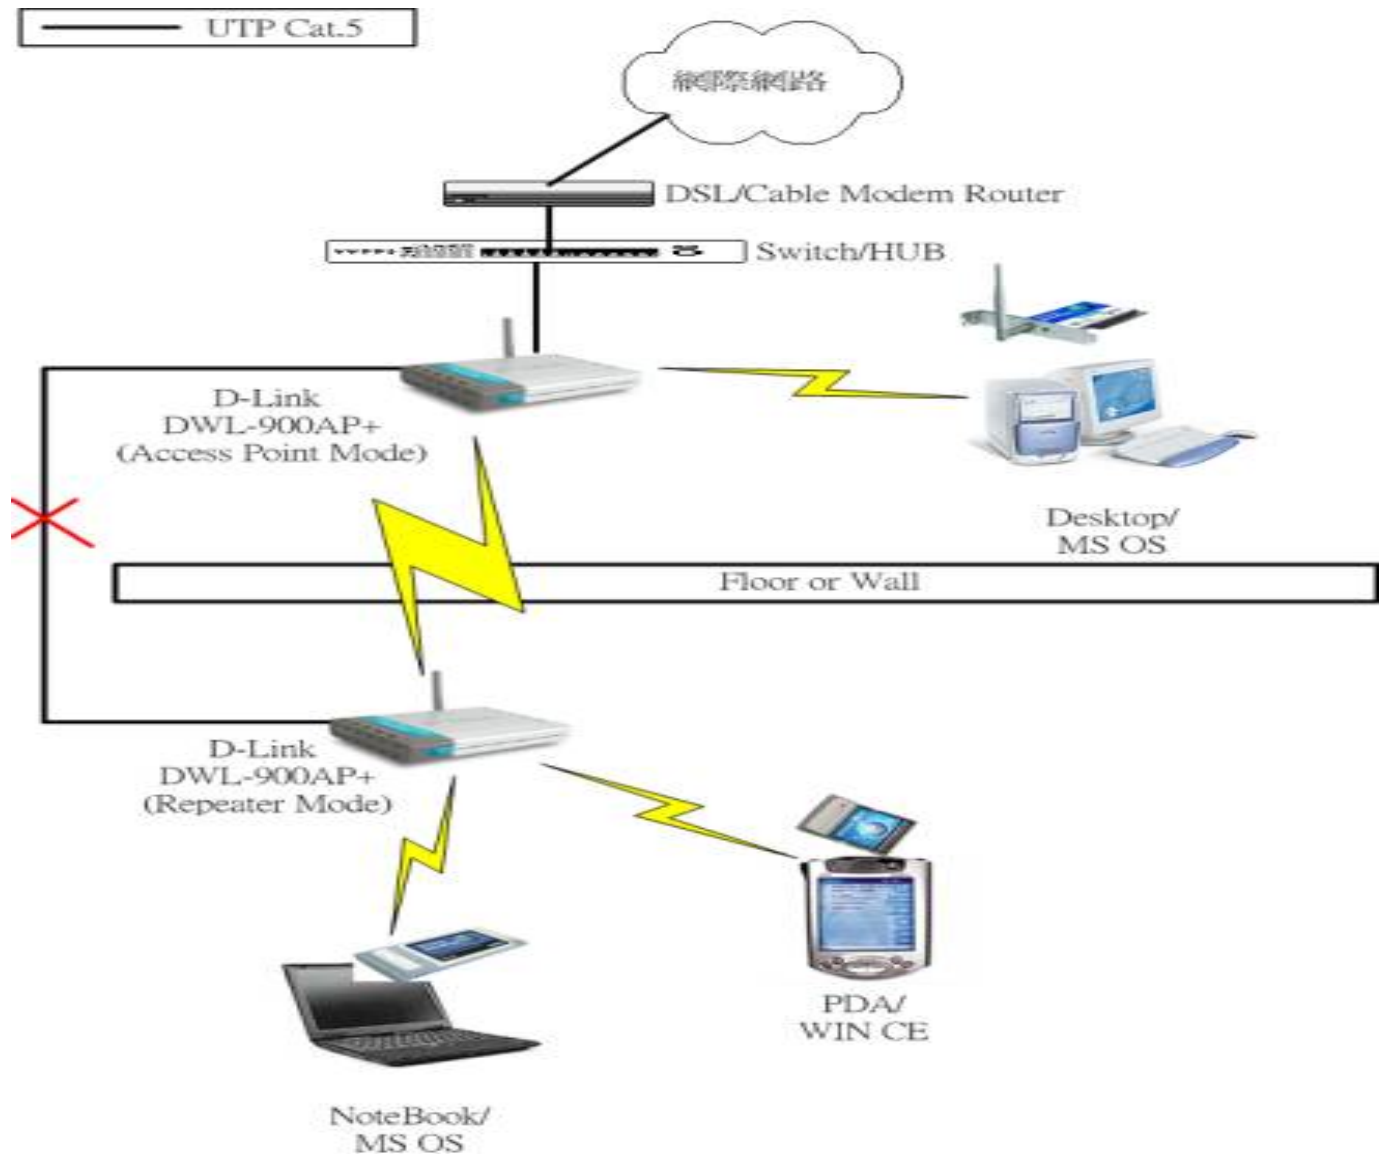 UTP Cat.5
網際網路
DSL/Cable Modem Router
Switch/HUB
D-Link
DWL-900AP+
(Access Point Mode)
Desktop/
MS OS
Floor or Wall
D-Link
DWL-900AP+
(Repeater Mode)
PDA/
WIN CE
NoteBook/
MS OS